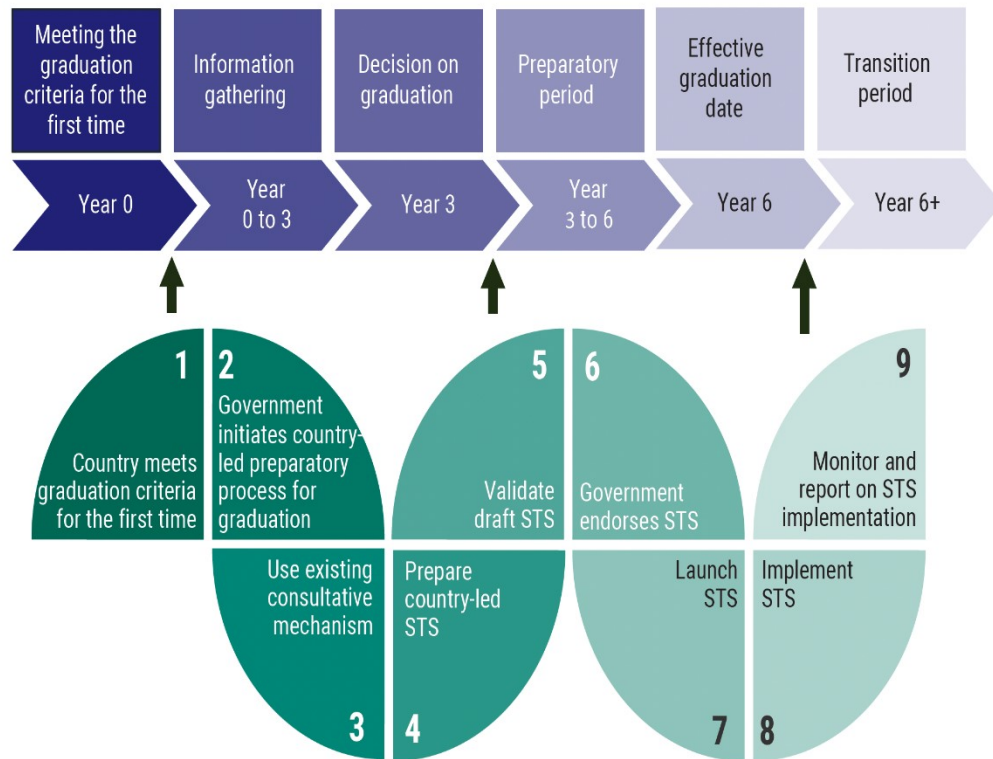 Meeting the
graduation
criteria for the
first time
Information
gathering
Decision on
graduation
Preparatory
period
Effective
graduation
date
Transition
period
Year 0
Year
0 to 3
Year 3
Year
3 to 6
Year 6
Year 6+
1
Country meets
graduation criteria
for the first time
2
Government
initiates country-
led preparatory
process for
graduation
Use existing
consultative
mechanism
3
Prepare
country-led
STS
4
5
Validate
draft STS
6
Government
endorses STS
Launch
STS
7
Implement
STS
8
9
Monitor and
report on STS
implementation